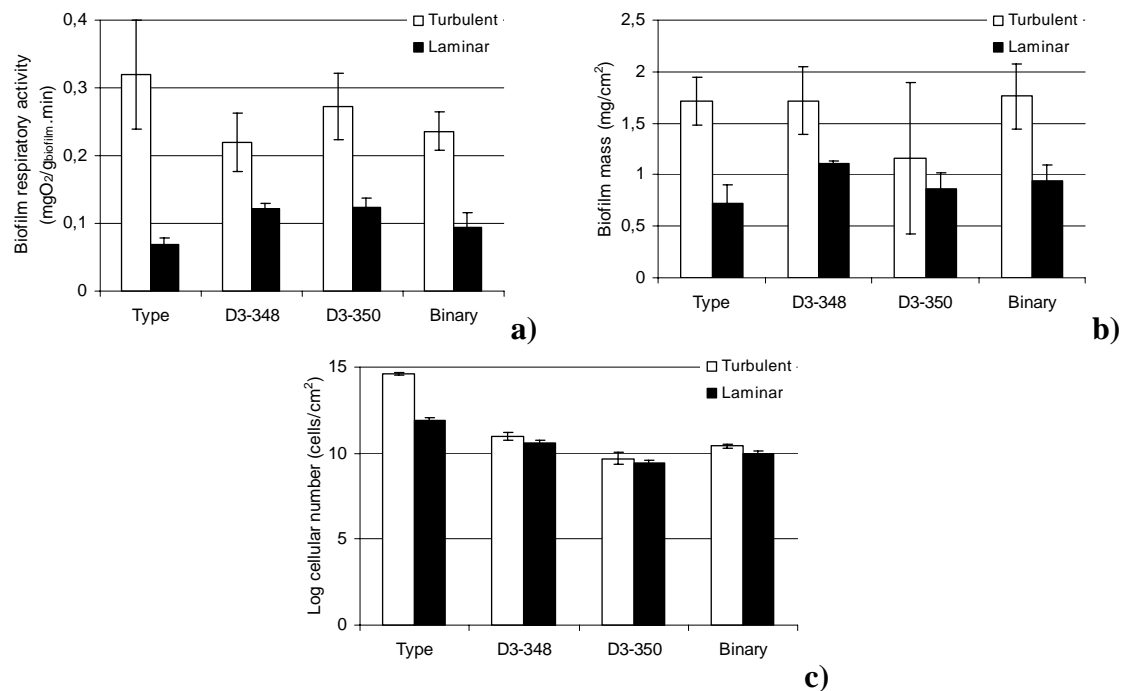 0,4
0,3
0,2
0,1
0
Biofilm respiratory activity
(mgO2/gbiofilm.min)
Turbulent
Laminar
Type D3-348 D3-350 Binary
a)
2,5
2
1,5
1
0,5
0
Biofilm mass (mg/cm²)
Turbulent
Laminar
Type D3-348 D3-350 Binary
b)
15
10
5
0
Log cellular number (cells/cm²)
Turbulent
Laminar
Type D3-348 D3-350 Binary
c)